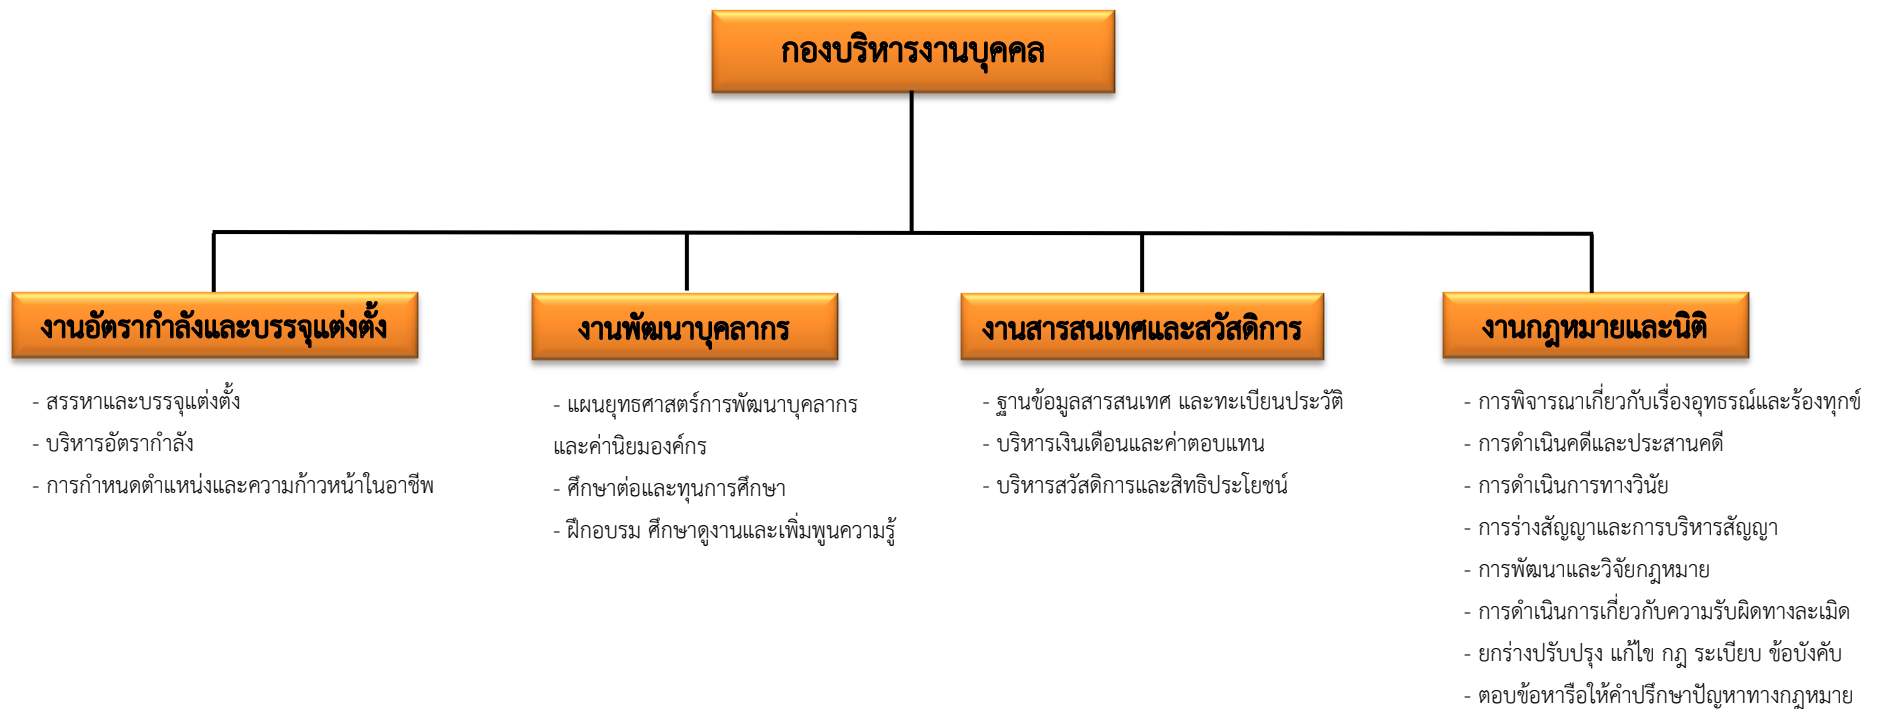 กองบริหารงานบุคคล
งานอัตรากำลังและบรรจุแต่งตั้ง
- สรรหาและบรรจุแต่งตั้ง
- บริหารอัตรากำลัง
- การกำหนดตำแหน่งและความก้าวหน้าในอาชีพ
งานพัฒนาบุคลากร
- แผนยุทธศาสตร์การพัฒนาบุคลากร
และค่านิยมองค์กร
- ศึกษาต่อและทุนการศึกษา
- ฝึกอบรม ศึกษาดูงานและเพิ่มพูนความรู้
งานสารสนเทศและสวัสดิการ
- ฐานข้อมูลสารสนเทศ และทะเบียนประวัติ
- บริหารเงินเดือนและค่าตอบแทน
- บริหารสวัสดิการและสิทธิประโยชน์
งานกฎหมายและนิติ
- การพิจารณาเกี่ยวกับเรื่องอุทธรณ์และร้องทุกข์
- การดำเนินคดีและประสานคดี
- การดำเนินการทางวินัย
- การร่างสัญญาและการบริหารสัญญา
- การพัฒนาและวิจัยกฎหมาย
- การดำเนินการเกี่ยวกับความรับผิดทางละเมิด
- ยกร่างปรับปรุง แก้ไข กฎ ระเบียบ ข้อบังคับ
- ตอบข้อหารือให้คำปรึกษาปัญหาทางกฎหมาย